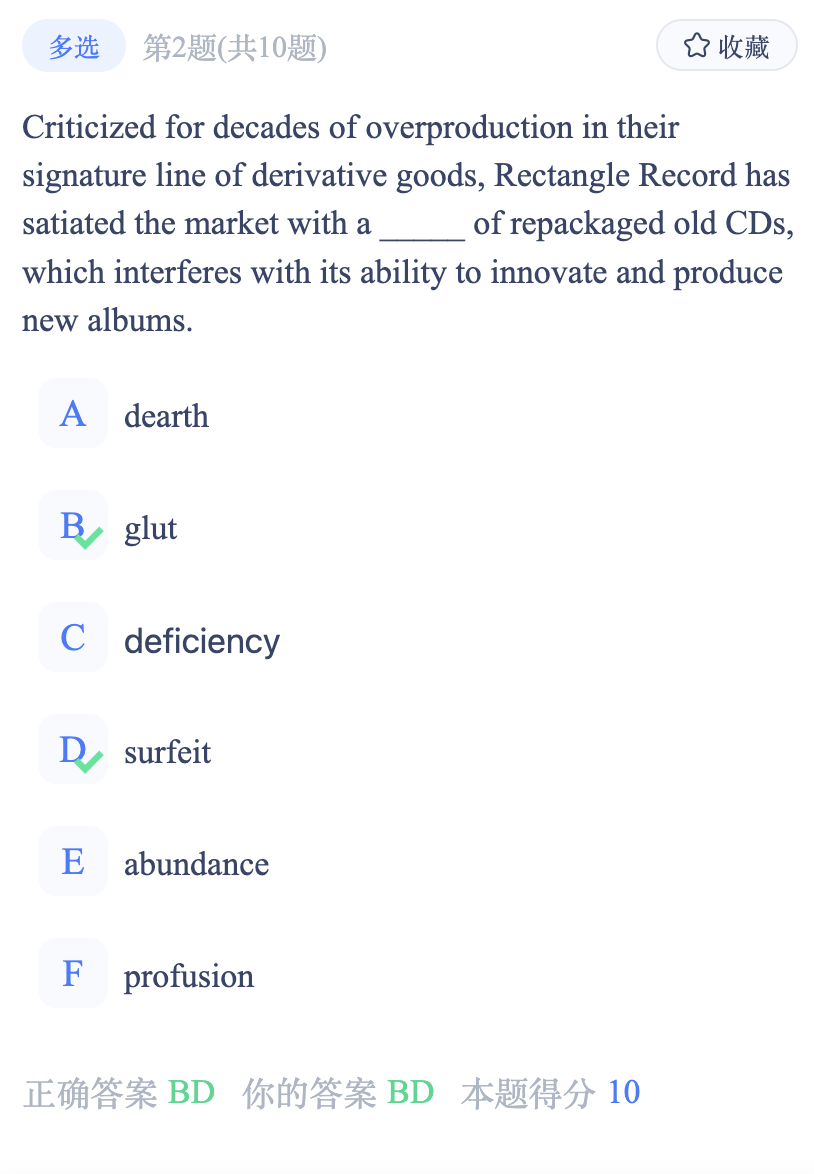 多选 第2题(共10题) 收藏
Criticized for decades of overproduction in their
signature line of derivative goods, Rectangle Record has
satiated the market with a _____ of repackaged old CDs,
which interferes with its ability to innovate and produce
new albums.
A dearth
B glut
C deficiency
D surfeit
E abundance
F profusion
正确答案 BD 你的答案 BD 本题得分 10